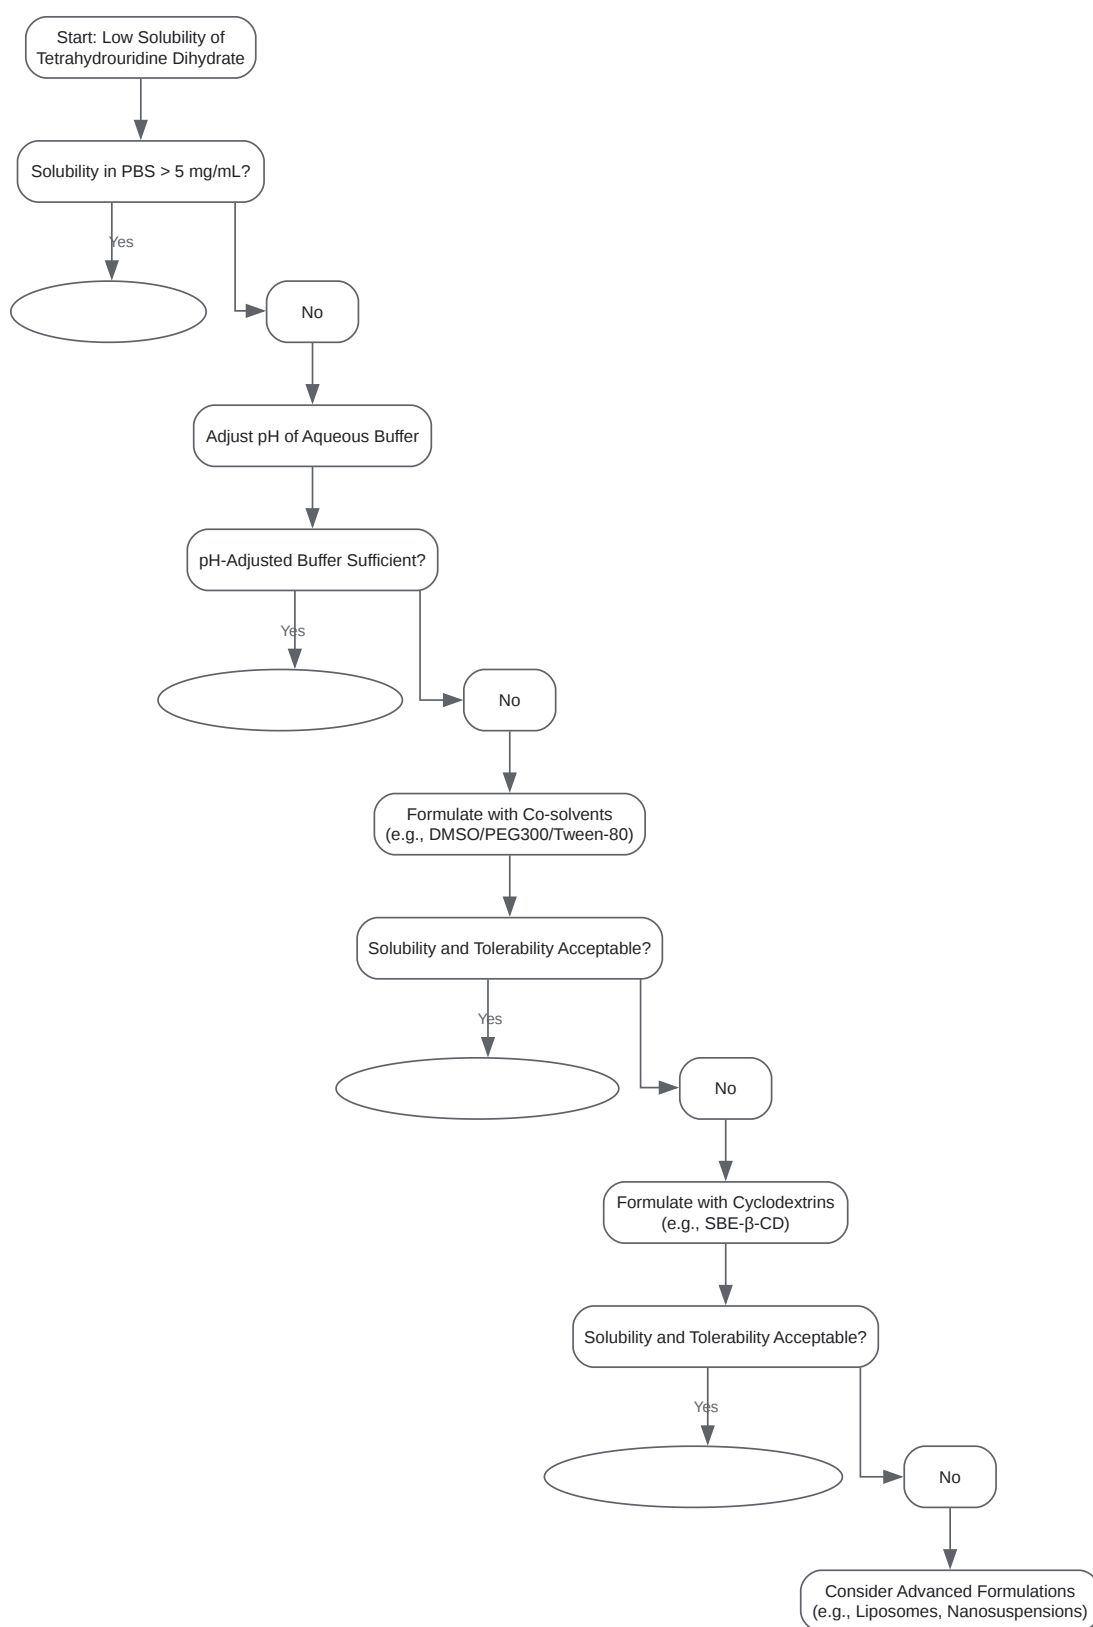 Start: Low Solubility of
Tetrahydrouridine Dihydrate
Solubility in PBS > 5 mg/mL?
Yes
No
Adjust pH of Aqueous Buffer
pH-Adjusted Buffer Sufficient?
Yes
No
Formulate with Co-solvents
(e.g., DMSO/PEG300/Tween-80)
Solubility and Tolerability Acceptable?
Yes
No
Formulate with Cyclodextrins
(e.g., SBE-β-CD)
Solubility and Tolerability Acceptable?
Yes
No
Consider Advanced Formulations
(e.g., Liposomes, Nanosuspensions)